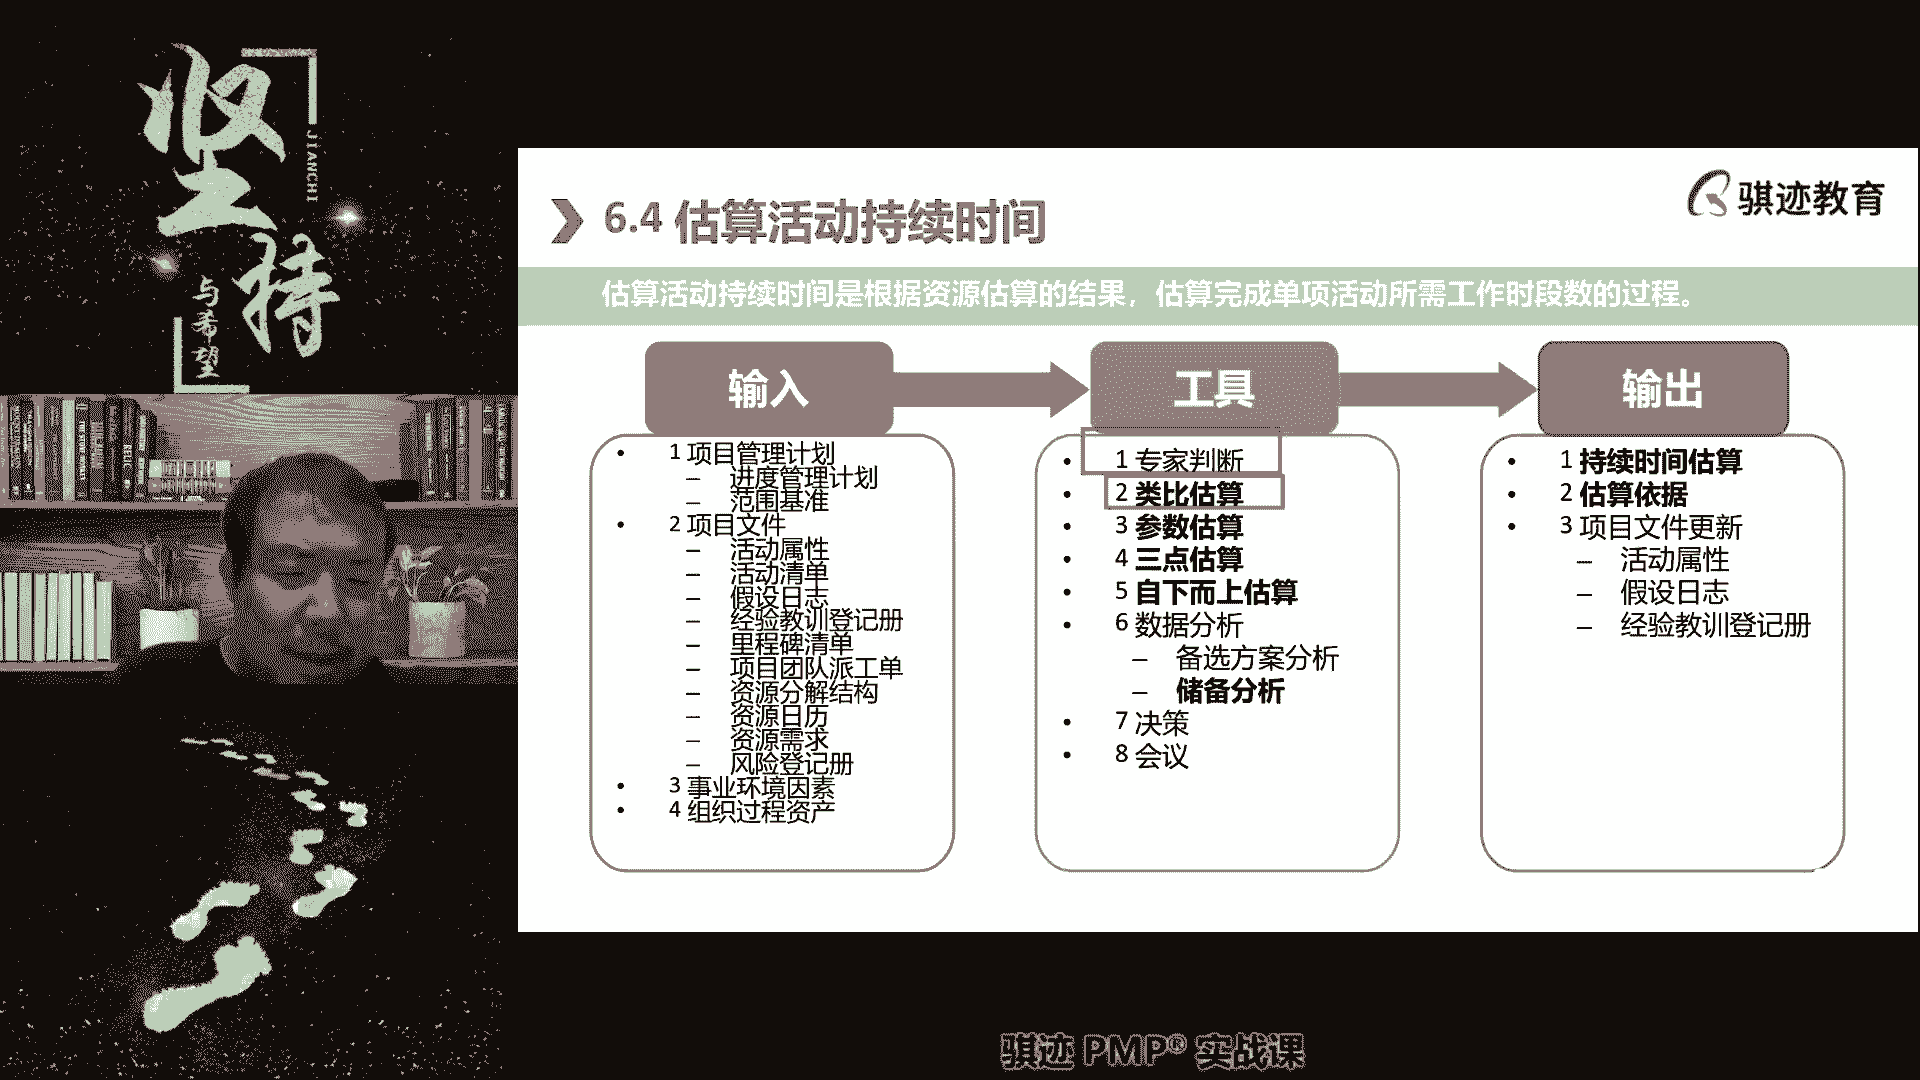 坚持
JIANCHI
与希望
骐迹教育
6.4 估算活动持续时间
估算活动持续时间是根据资源估算的结果，估算完成单项活动所需工作时段数的过程。
输入
• 1 项目管理计划
– 进度管理计划
– 范围基准
• 2 项目文件
– 活动属性
– 活动清单
– 假设日志
– 经验教训登记册
– 里程碑清单
– 项目团队派工单
– 资源分解结构
– 资源日历
– 资源需求
– 风险登记册
• 3 事业环境因素
• 4 组织过程资产
工具
• 1 专家判断
• 2 类比估算
• 3 参数估算
• 4 三点估算
• 5 自下而上估算
• 6 数据分析
– 备选方案分析
– 储备分析
• 7 决策
• 8 会议
输出
• 1 持续时间估算
• 2 估算依据
• 3 项目文件更新
– 活动属性
– 假设日志
– 经验教训登记册
骐迹 PMP® 实战课